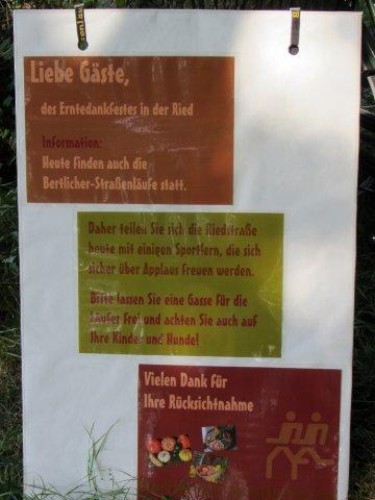 Liebe Gäste,
des Erntedankfestes in der Ried
Information:
Heute finden auch die
Bertlicher-Straßenläufe statt.
Daher teilen Sie sich die Riedstraße
heute mit einigen Sportlern, die sich
sicher über Applaus freuen werden.
Bitte lassen Sie eine Gasse für die
Läufer frei und achten Sie auch auf
Ihre Kinder und Hunde!
Vielen Dank für
Ihre Rücksichtnahme